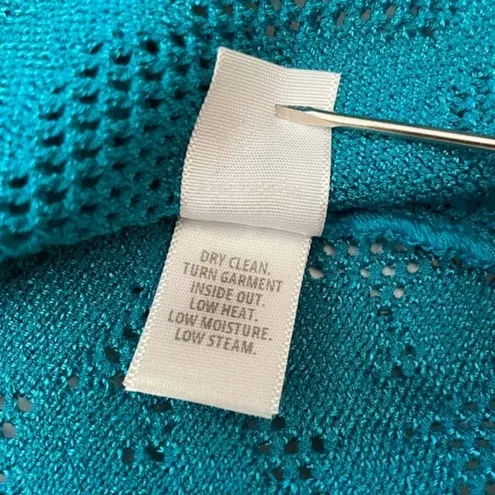 DRY CLEAN.
TURN GARMENT
INSIDE OUT.
LOW HEAT.
LOW MOISTURE.
LOW STEAM.